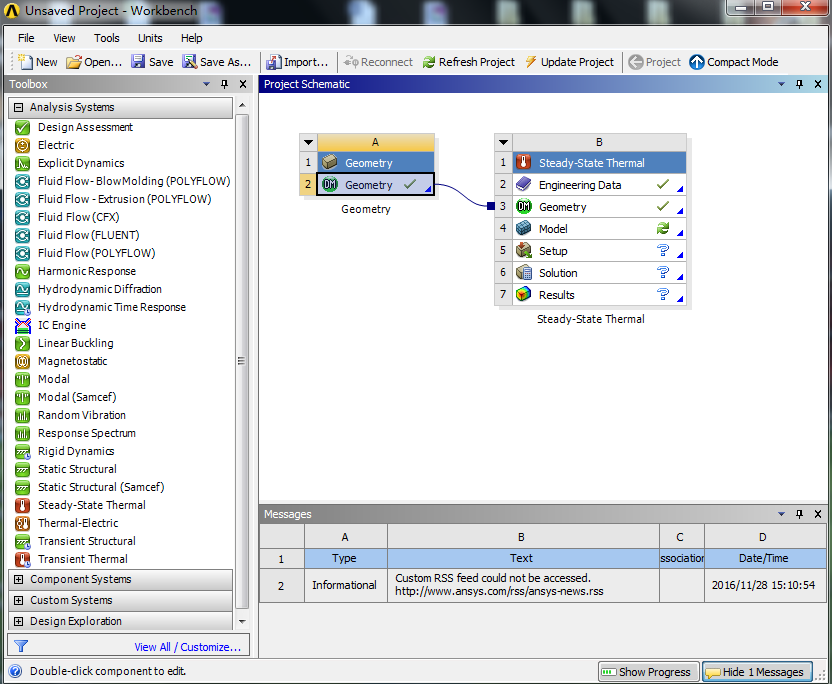 Unsaved Project - Workbench
File View Tools Units Help
New Open... Save Save As... Import... Reconnect Refresh Project Update Project Project Compact Mode
Toolbox
Analysis Systems
Design Assessment
Electric
Explicit Dynamics
Fluid Flow- BlowMolding (POLYFLOW)
Fluid Flow - Extrusion (POLYFLOW)
Fluid Flow (CFX)
Fluid Flow (FLUENT)
Fluid Flow (POLYFLOW)
Harmonic Response
Hydrodynamic Diffraction
Hydrodynamic Time Response
IC Engine
Linear Buckling
Magnetostatic
Modal
Modal (Samcef)
Random Vibration
Response Spectrum
Rigid Dynamics
Static Structural
Static Structural (Samcef)
Steady-State Thermal
Thermal-Electric
Transient Structural
Transient Thermal
Component Systems
Custom Systems
Design Exploration
View All / Customize...
Project Schematic
A
1 Geometry
2 DM Geometry
Geometry
B
1 Steady-State Thermal
2 Engineering Data
3 DM Geometry
4 Model
5 Setup
6 Solution
7 Results
Steady-State Thermal
Messages
A B C D
1 Type Text ssociation Date/Time
2 Informational Custom RSS feed could not be accessed.
http://www.ansys.com/rss/ansys-news.rss
2016/11/28 15:10:54
Double-click component to edit.
Show Progress Hide 1 Messages